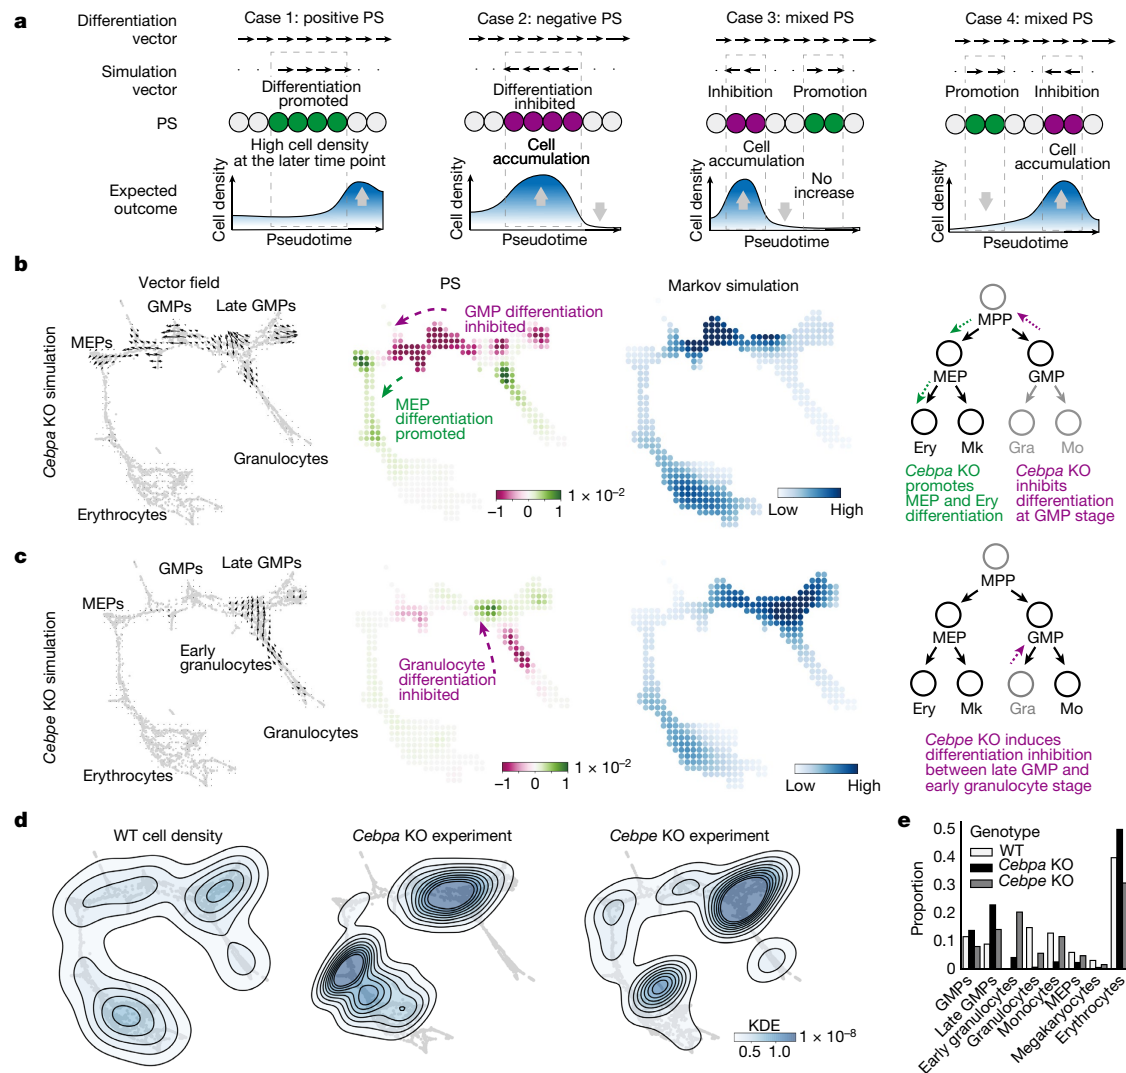 a
Differentiation
vector
Simulation
vector
PS
Expected
outcome
Case 1: positive PS
Differentiation
promoted
High cell density
at the later time point
Cell density
Pseudotime
Case 2: negative PS
Differentiation
inhibited
Cell
accumulation
Cell density
Pseudotime
Case 3: mixed PS
Inhibition
Promotion
Cell
accumulation
No
increase
Cell density
Pseudotime
Case 4: mixed PS
Promotion
Inhibition
Cell
accumulation
Cell density
Pseudotime
b
Cebpa KO simulation
Vector field
GMPs
Late GMPs
MEPs
Granulocytes
Erythrocytes
PS
GMP differentiation
inhibited
MEP
differentiation
promoted
1 × 10−2
−1 0 1
Markov simulation
Low High
MPP
MEP GMP
Ery Mk Gra Mo
Cebpa KO
promotes
MEP and Ery
differentiation
Cebpa KO
inhibits
differentiation
at GMP stage
c
Cebpe KO simulation
Late GMPs
GMPs
MEPs
Early
granulocytes
Granulocytes
Erythrocytes
Granulocyte
differentiation
inhibited
1 × 10−2
−1 0 1
Low High
MPP
MEP GMP
Ery Mk Gra Mo
Cebpe KO induces
differentiation inhibition
between late GMP and
early granulocyte stage
d
WT cell density
Cebpa KO experiment
Cebpe KO experiment
KDE
1 × 10−8
0.5 1.0
e
Proportion
0.5
0.4
0.3
0.2
0.1
0
Genotype
WT
Cebpa KO
Cebpe KO
GMPs
Late GMPs
Early granulocytes
Granulocytes
Monocytes
MEPs
Megakaryocytes
Erythrocytes